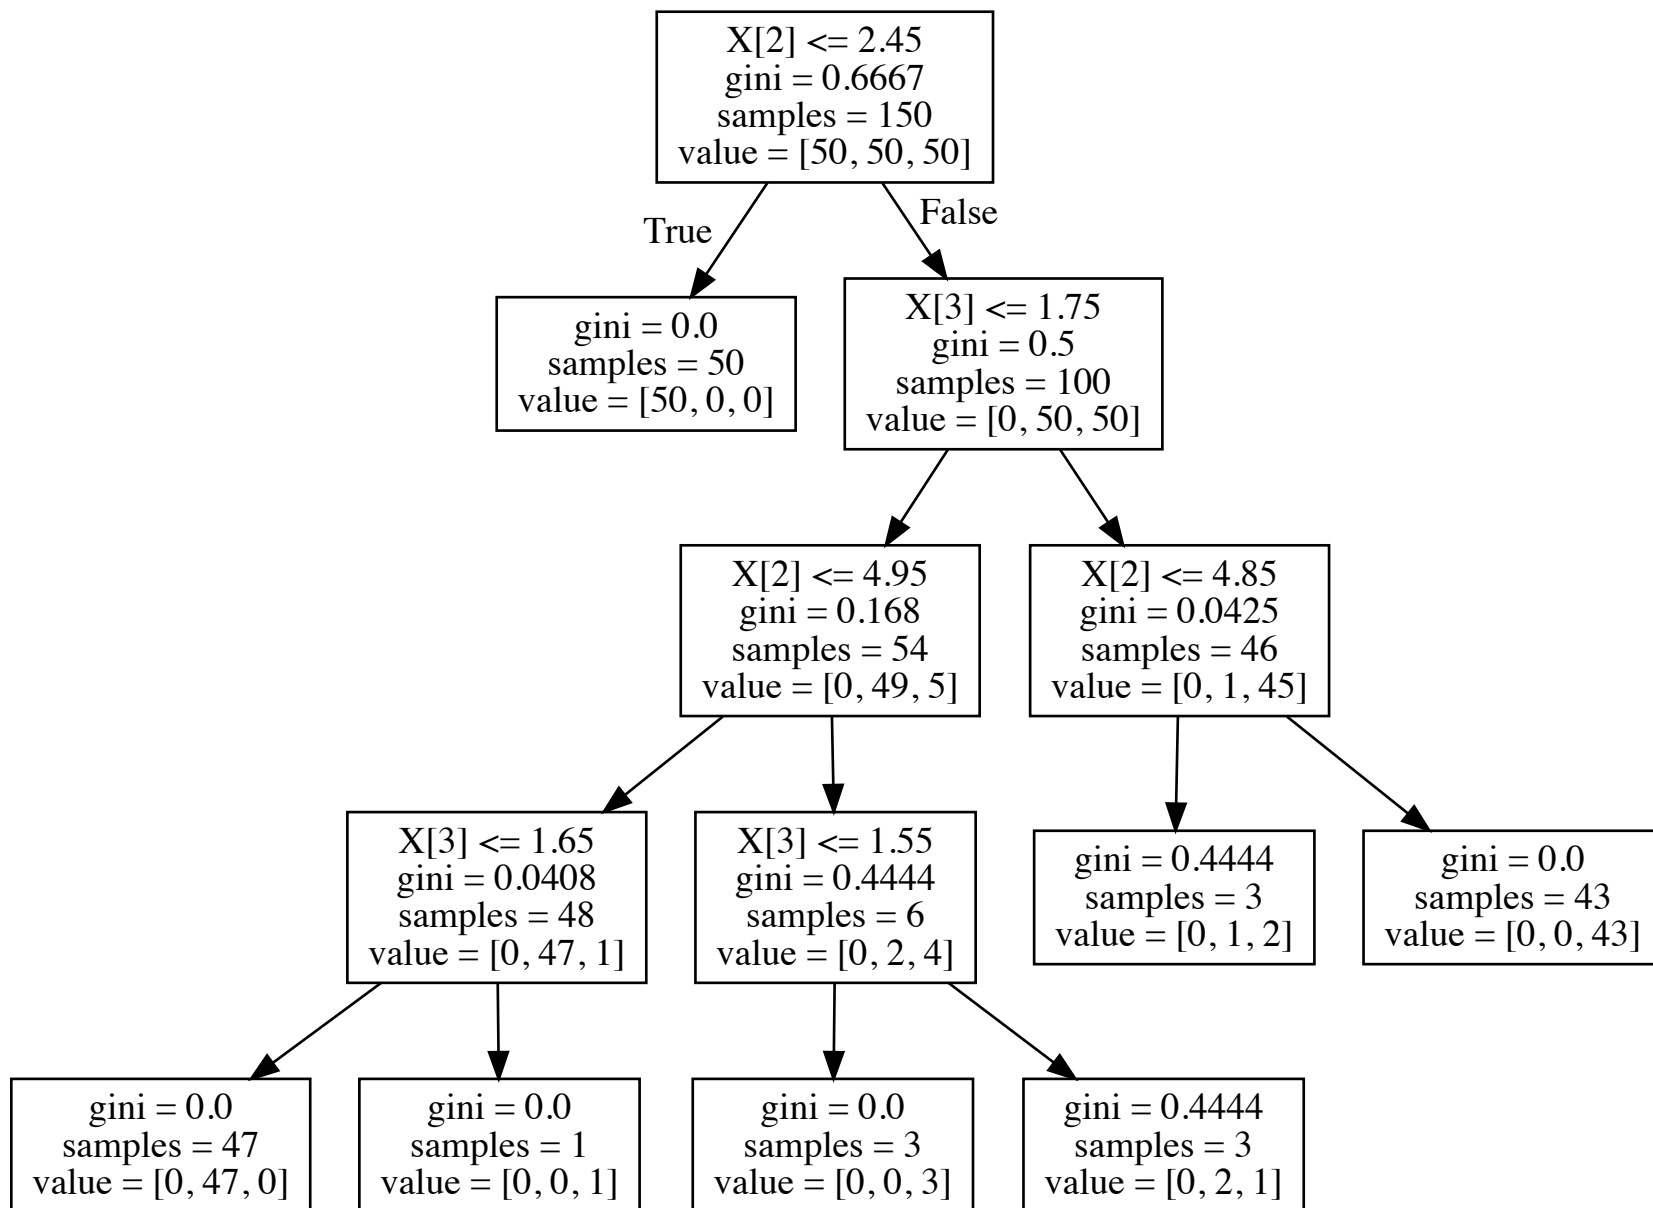 X[2] <= 2.45
gini = 0.6667
samples = 150
value = [50, 50, 50]
True
False
gini = 0.0
samples = 50
value = [50, 0, 0]
X[3] <= 1.75
gini = 0.5
samples = 100
value = [0, 50, 50]
X[2] <= 4.95
gini = 0.168
samples = 54
value = [0, 49, 5]
X[2] <= 4.85
gini = 0.0425
samples = 46
value = [0, 1, 45]
X[3] <= 1.65
gini = 0.0408
samples = 48
value = [0, 47, 1]
X[3] <= 1.55
gini = 0.4444
samples = 6
value = [0, 2, 4]
gini = 0.4444
samples = 3
value = [0, 1, 2]
gini = 0.0
samples = 43
value = [0, 0, 43]
gini = 0.0
samples = 47
value = [0, 47, 0]
gini = 0.0
samples = 1
value = [0, 0, 1]
gini = 0.0
samples = 3
value = [0, 0, 3]
gini = 0.4444
samples = 3
value = [0, 2, 1]